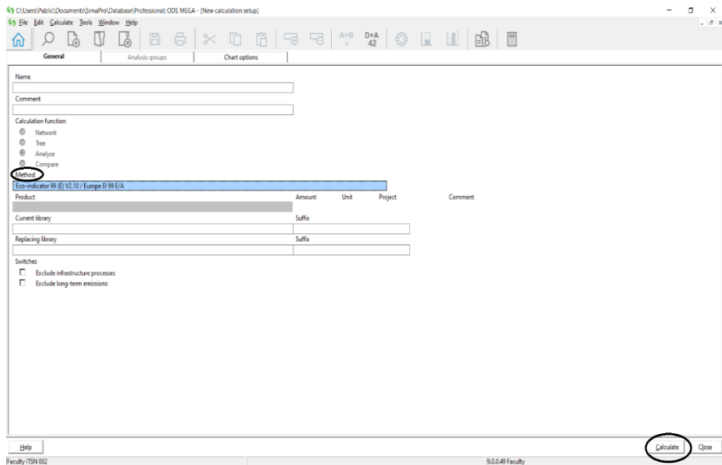 C:\Users\Public\Documents\SimaPro\Database\Professional; ODE MEGA - [New calculation setup]
File Edit Calculate Tools Window Help
A+B D+A
= 42
General Analysis groups Chart options
Name
Comment
Calculation function
Network
Tree
Analyze
Compare
Method
Eco-indicator 99 (E) V2.10 / Europe EI 99 E/A
Product Amount Unit Project Comment
Current library Suffix
Replacing library Suffix
Switches
Exclude infrastructure processes
Exclude long-term emissions
Help Calculate Close
Faculty ITSN 002 9.0.0.49 Faculty